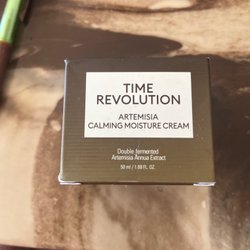 TIME
REVOLUTION
ARTEMISIA
CALMING MOISTURE CREAM
Double fermented
Artemisia Annua Extract
50 ml / 1.69 FL. OZ.